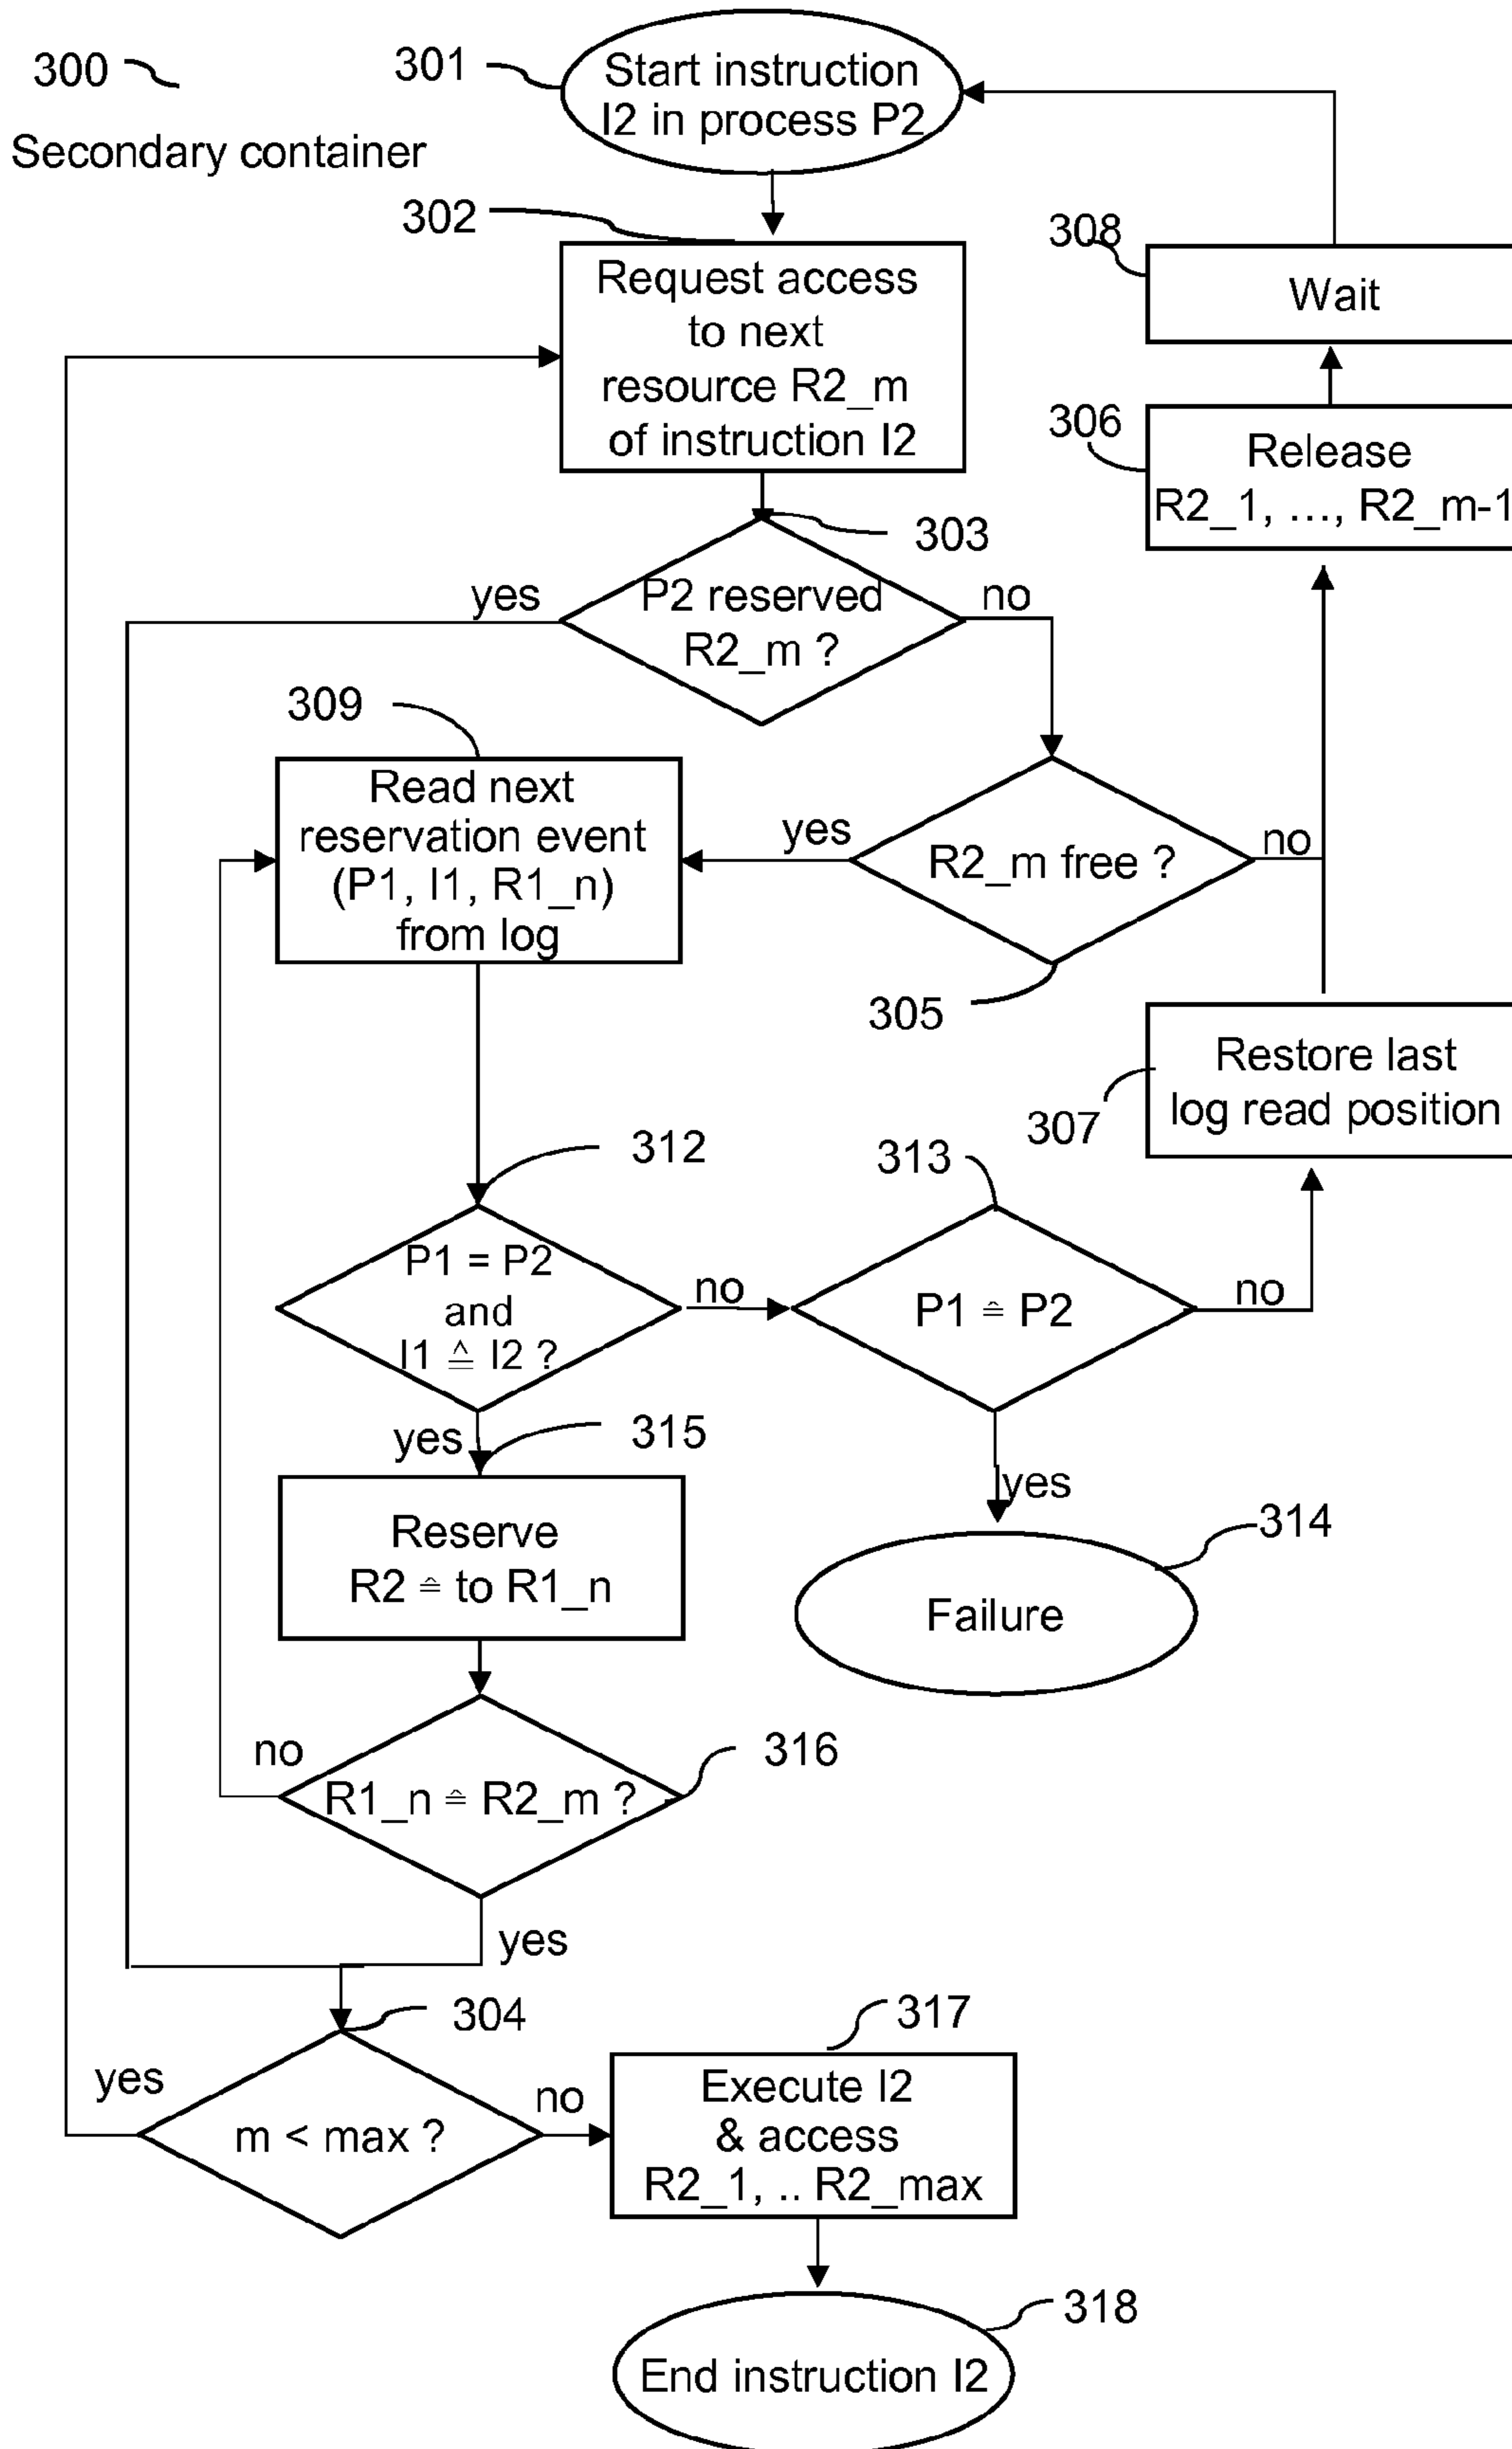 300
301
Start instruction
I2 in process P2
Secondary container
302
308
Request access
to next
resource R2_m
of instruction I2
Wait
306
Release
R2_1, ..., R2_m-1
303
yes
P2 reserved
R2_m ?
no
309
Read next
reservation event
(P1, I1, R1_n)
from log
yes
R2_m free ?
no
305
Restore last
log read position
307
312
313
P1 = P2
and
I1 ≙ I2 ?
no
P1 ≙ P2
no
yes
315
yes
314
Reserve
R2 ≙ to R1_n
Failure
no
316
R1_n ≙ R2_m ?
yes
304
317
yes
m < max ?
no
Execute I2
& access
R2_1, .. R2_max
318
End instruction I2